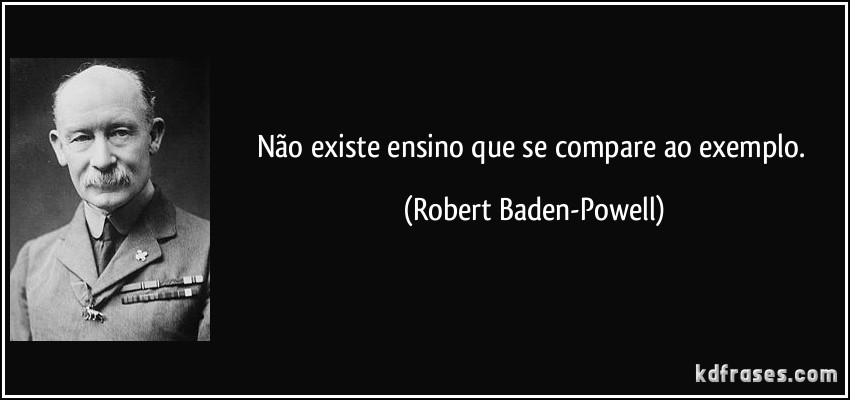 Não existe ensino que se compare ao exemplo.
(Robert Baden-Powell)
kdfrases.com